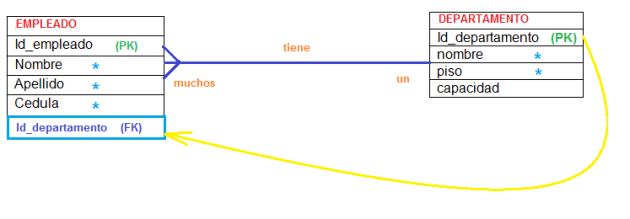 EMPLEADO
Id_empleado (PK)
Nombre *
Apellido *
Cedula *
Id_departamento (FK)
tiene
muchos
un
DEPARTAMENTO
Id_departamento (PK)
nombre *
piso *
capacidad